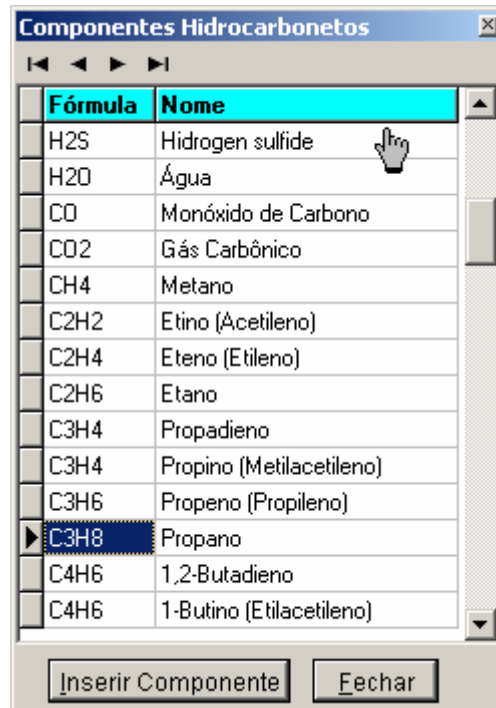 Componentes Hidrocarbonetos
Fórmula Nome
H2S Hidrogen sulfide
H2O Água
CO Monóxido de Carbono
CO2 Gás Carbônico
CH4 Metano
C2H2 Etino (Acetileno)
C2H4 Eteno (Etileno)
C2H6 Etano
C3H4 Propadieno
C3H4 Propino (Metilacetileno)
C3H6 Propeno (Propileno)
C3H8 Propano
C4H6 1,2-Butadieno
C4H6 1-Butino (Etilacetileno)
Inserir Componente Fechar